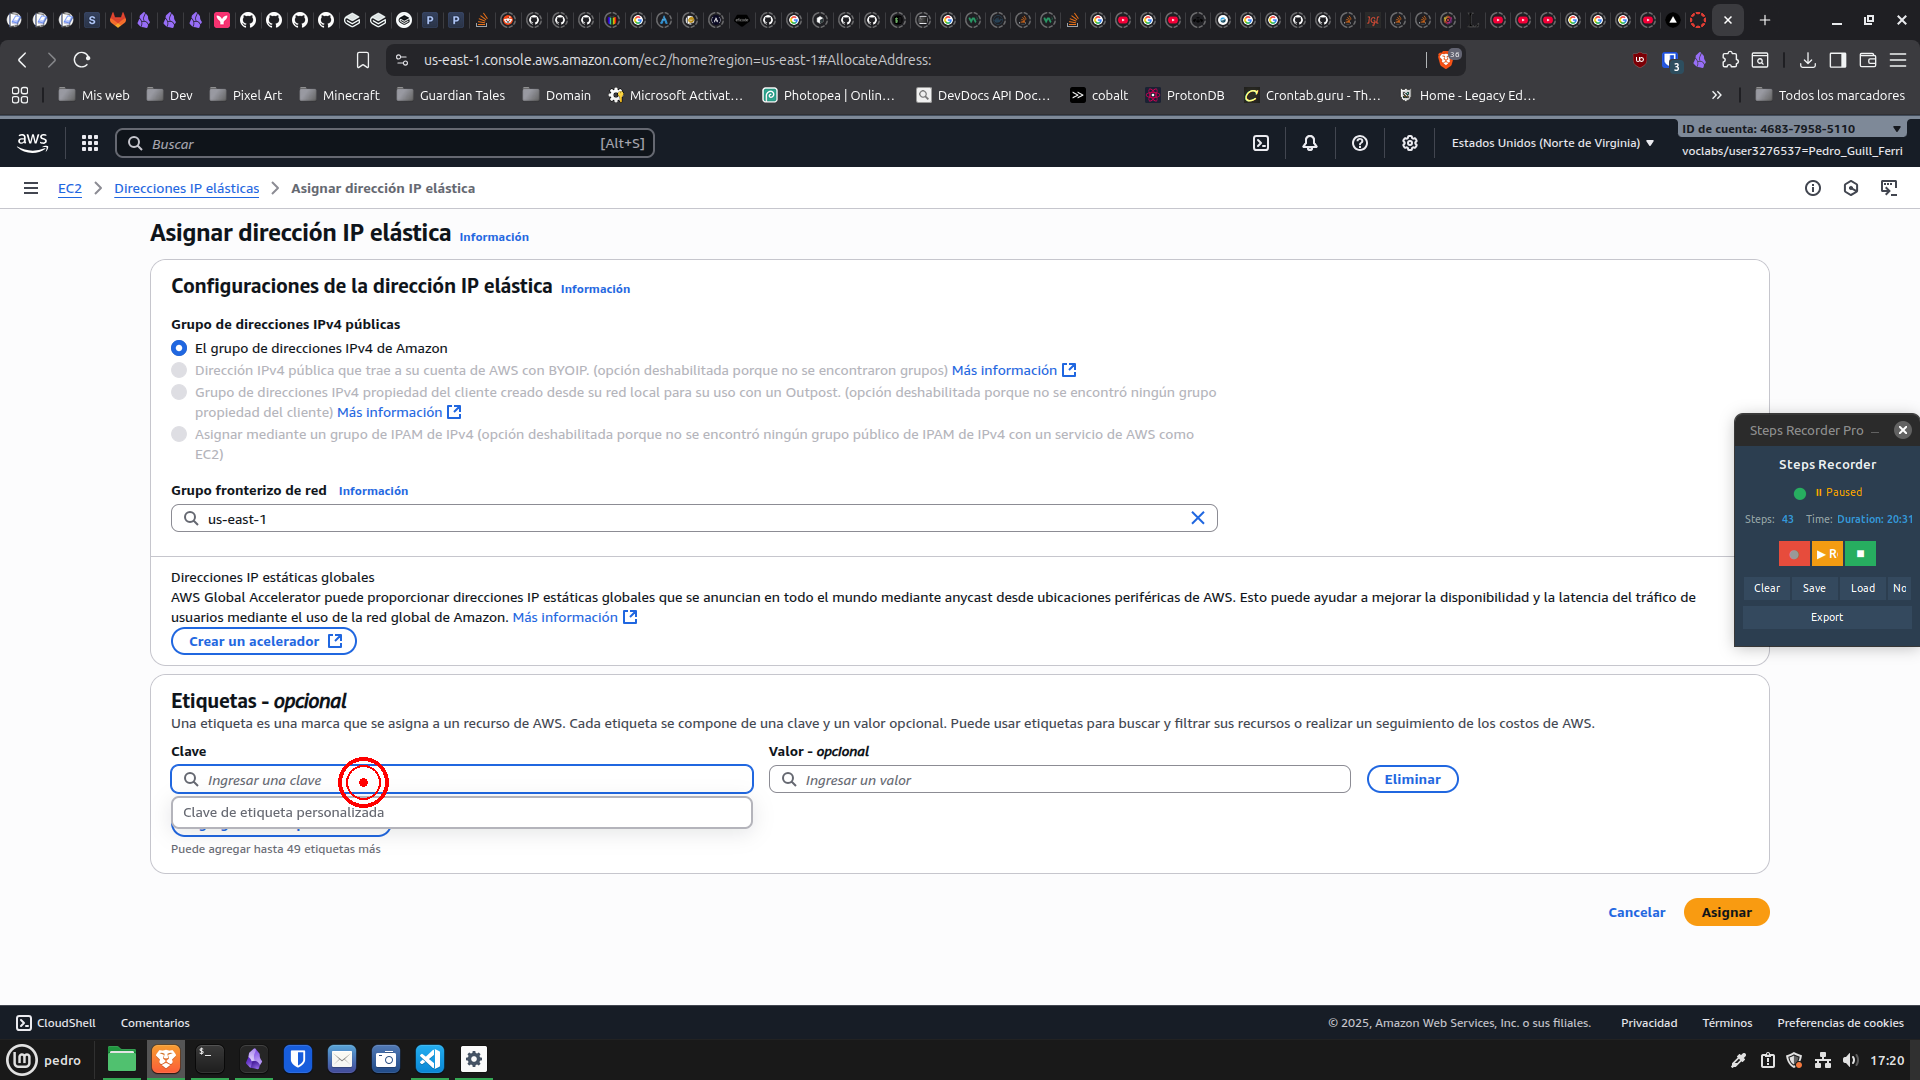 us-east-1.console.aws.amazon.com/ec2/home?region=us-east-1#AllocateAddress:
36
3
Mis web
Dev
Pixel Art
Minecraft
Guardian Tales
Domain
Microsoft Activat...
Photopea | Onlin...
DevDocs API Doc...
cobalt
ProtonDB
Crontab.guru - Th...
Home - Legacy Ed...
Todos los marcadores
aws
Buscar
[Alt+S]
Estados Unidos (Norte de Virginia)
ID de cuenta: 4683-7958-5110
voclabs/user3276537=Pedro_Guill_Ferri
EC2
Direcciones IP elásticas
Asignar dirección IP elástica
Asignar dirección IP elástica Información
Configuraciones de la dirección IP elástica Información
Grupo de direcciones IPv4 públicas
El grupo de direcciones IPv4 de Amazon
Dirección IPv4 pública que trae a su cuenta de AWS con BYOIP. (opción deshabilitada porque no se encontraron grupos) Más información
Grupo de direcciones IPv4 propiedad del cliente creado desde su red local para su uso con un Outpost. (opción deshabilitada porque no se encontró ningún grupo
propiedad del cliente) Más información
Asignar mediante un grupo de IPAM de IPv4 (opción deshabilitada porque no se encontró ningún grupo público de IPAM de IPv4 con un servicio de AWS como
EC2)
Grupo fronterizo de red Información
us-east-1
Direcciones IP estáticas globales
AWS Global Accelerator puede proporcionar direcciones IP estáticas globales que se anuncian en todo el mundo mediante anycast desde ubicaciones periféricas de AWS. Esto puede ayudar a mejorar la disponibilidad y la latencia del tráfico de
usuarios mediante el uso de la red global de Amazon. Más información
Crear un acelerador
Etiquetas - opcional
Una etiqueta es una marca que se asigna a un recurso de AWS. Cada etiqueta se compone de una clave y un valor opcional. Puede usar etiquetas para buscar y filtrar sus recursos o realizar un seguimiento de los costos de AWS.
Clave
Valor - opcional
Ingresar una clave
Ingresar un valor
Eliminar
Clave de etiqueta personalizada
Puede agregar hasta 49 etiquetas más
Cancelar
Asignar
Steps Recorder Pro
Steps Recorder
Paused
Steps: 43 Time: Duration: 20:31
R
Clear
Save
Load
No
Export
CloudShell
Comentarios
© 2025, Amazon Web Services, Inc. o sus filiales.
Privacidad
Términos
Preferencias de cookies
pedro
17:20